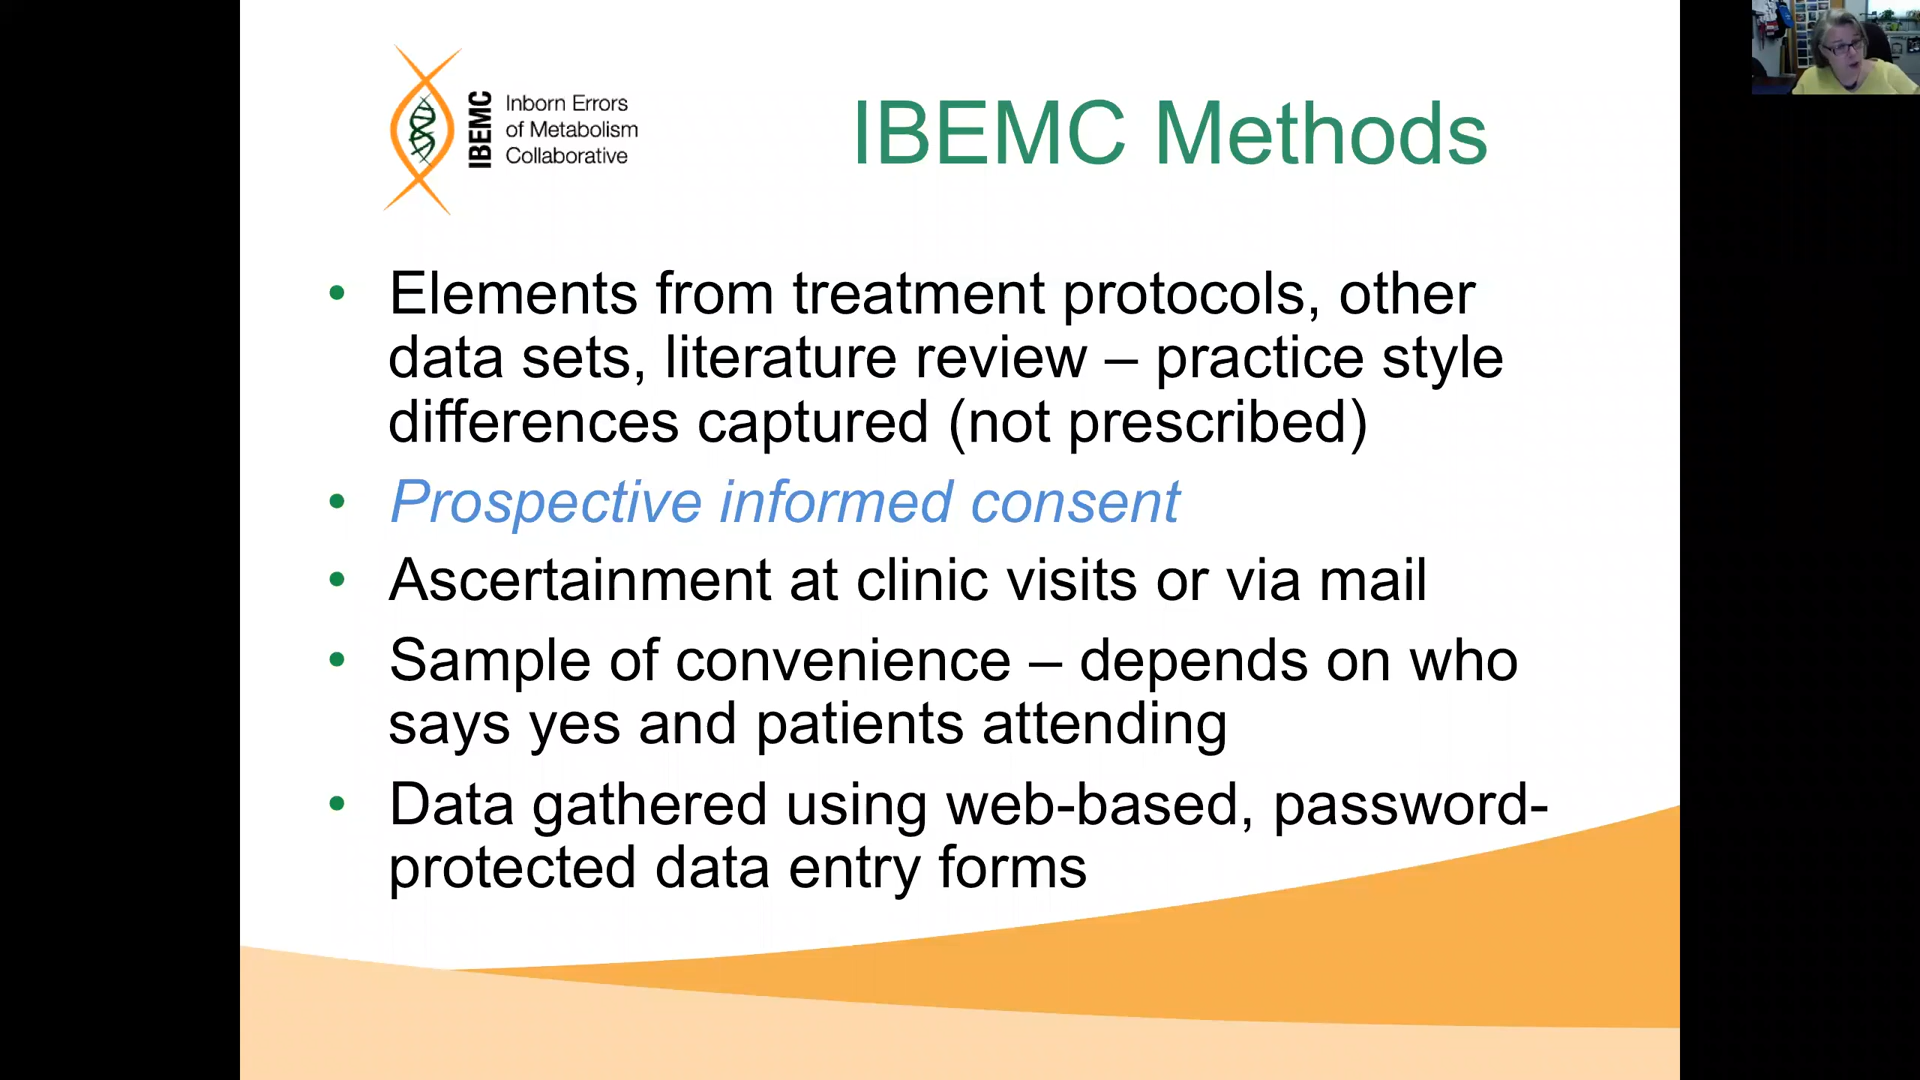 IBEMC
Inborn Errors
of Metabolism
Collaborative
IBEMC Methods
• Elements from treatment protocols, other
data sets, literature review – practice style
differences captured (not prescribed)
• Prospective informed consent
• Ascertainment at clinic visits or via mail
• Sample of convenience – depends on who
says yes and patients attending
• Data gathered using web-based, password-
protected data entry forms